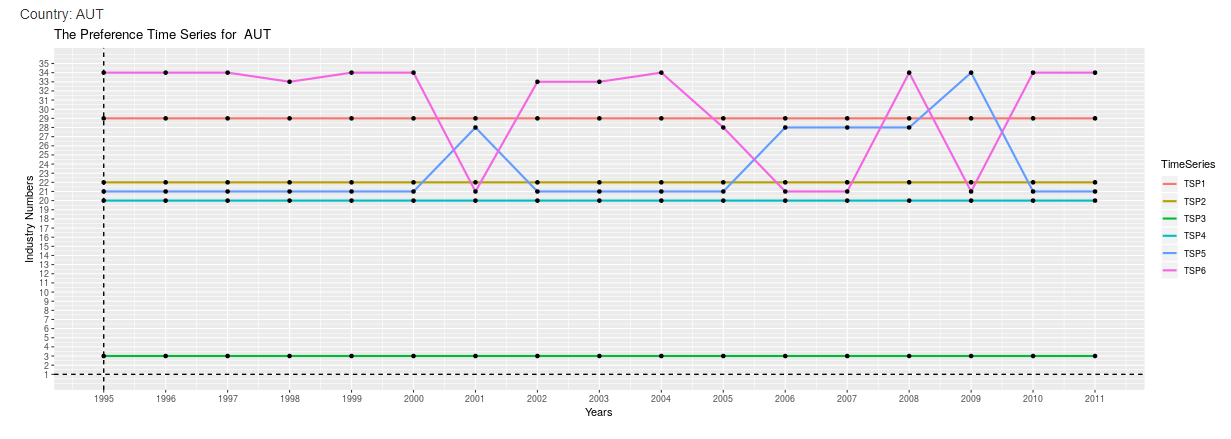 Country: AUT
The Preference Time Series for  AUT
Industry Numbers
35
34
33
32
31
30
29
28
27
26
25
24
23
22
21
20
19
18
17
16
15
14
13
12
11
10
9
8
7
6
5
4
3
2
1
1995 1996 1997 1998 1999 2000 2001 2002 2003 2004 2005 2006 2007 2008 2009 2010 2011
Years
TimeSeries
TSP1
TSP2
TSP3
TSP4
TSP5
TSP6